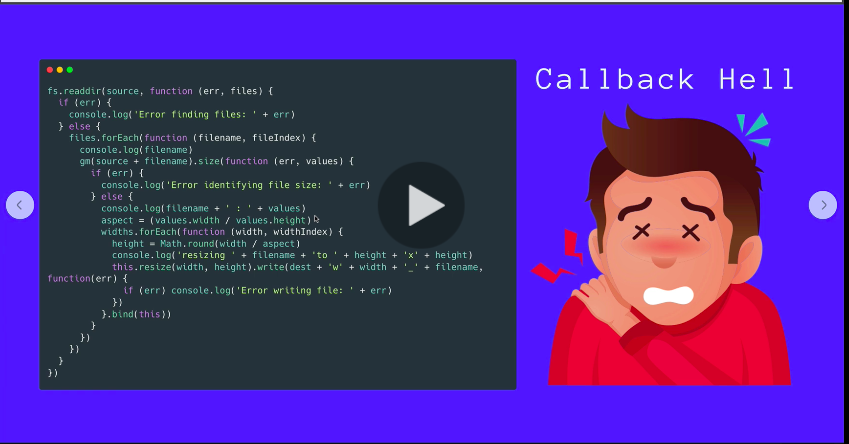 Callback Hell
fs.readdir(source, function (err, files) {
  if (err) {
    console.log('Error finding files: ' + err)
  } else {
    files.forEach(function (filename, fileIndex) {
      console.log(filename)
      gm(source + filename).size(function (err, values) {
        if (err) {
          console.log('Error identifying file size: ' + err)
        } else {
          console.log(filename + ' : ' + values)
          aspect = (values.width / values.height)
          widths.forEach(function (width, widthIndex) {
            height = Math.round(width / aspect)
            console.log('resizing ' + filename + 'to ' + height + 'x' + height)
            this.resize(width, height).write(dest + 'w' + width + '_' + filename,
function(err) {
              if (err) console.log('Error writing file: ' + err)
            })
          }.bind(this))
        }
      })
    })
  }
})